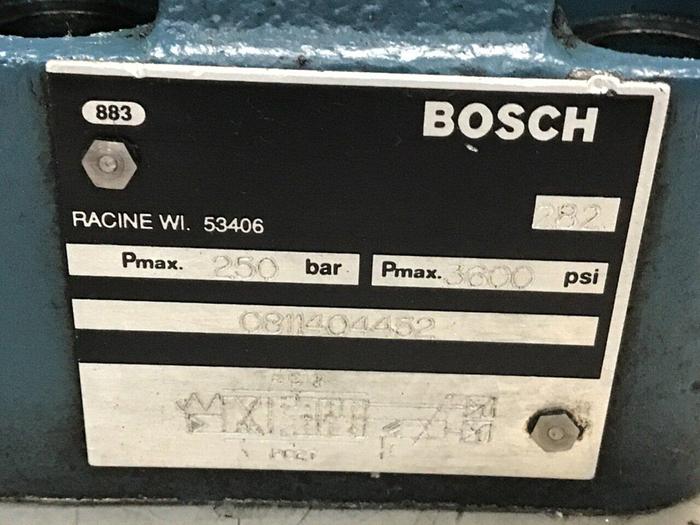 883
BOSCH
282
RACINE WI. 53406
Pmax. 250 bar
Pmax. 3600 psi
0811404452